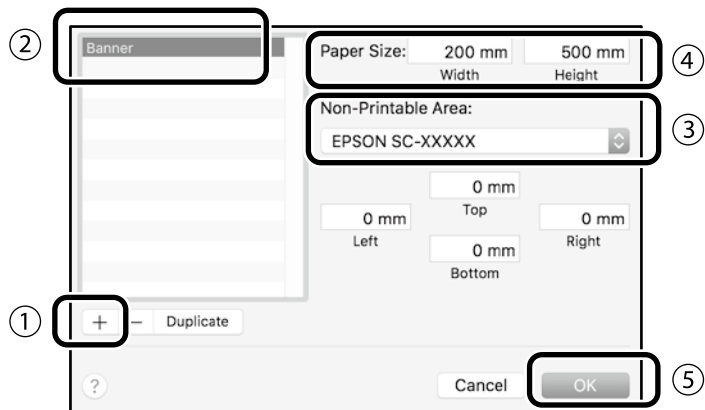 ②
Banner
Paper Size: 200 mm 500 mm
Width Height
④
Non-Printable Area:
EPSON SC-XXXXX
③
0 mm
Top
0 mm 0 mm
Left Right
0 mm
Bottom
①
+ − Duplicate
? Cancel OK
⑤